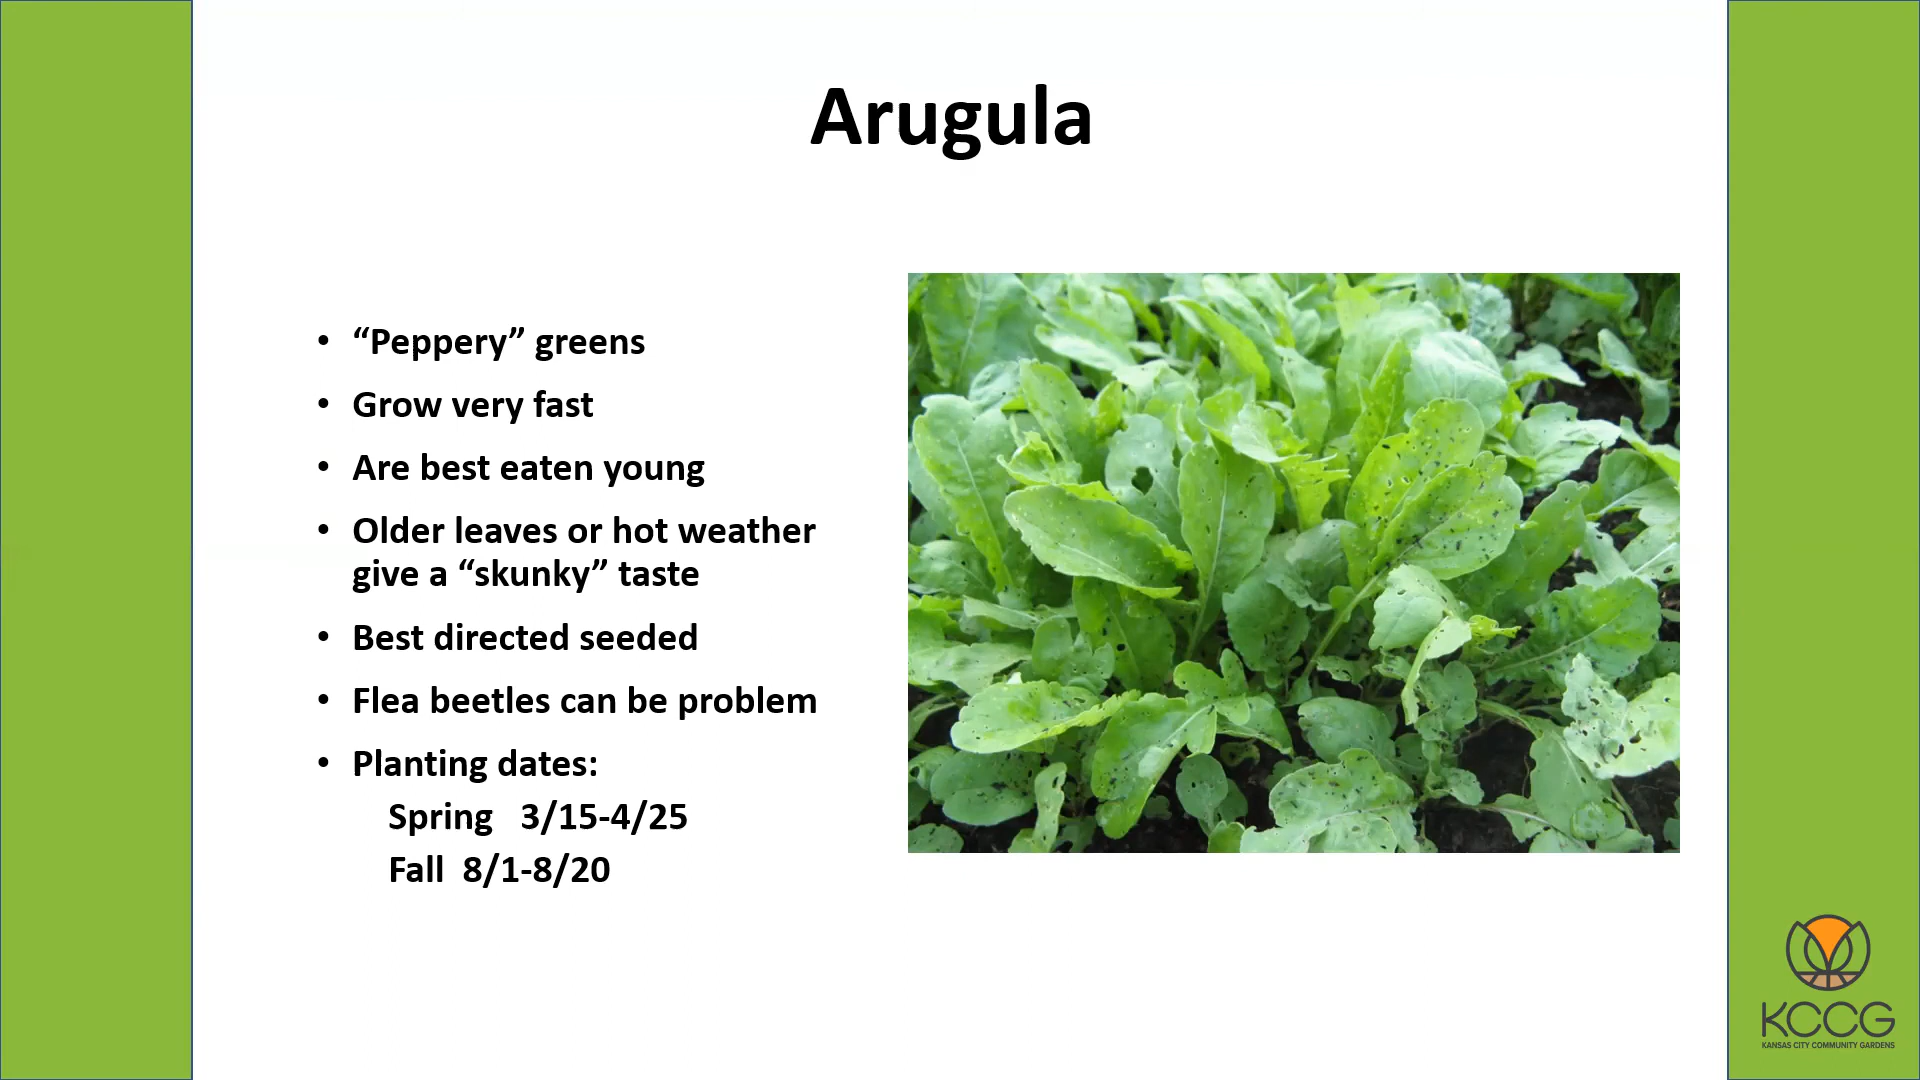 Arugula
• “Peppery” greens
• Grow very fast
• Are best eaten young
• Older leaves or hot weather
give a “skunky” taste
• Best directed seeded
• Flea beetles can be problem
• Planting dates:
Spring 3/15-4/25
Fall 8/1-8/20
KCCG
KANSAS CITY COMMUNITY GARDENS